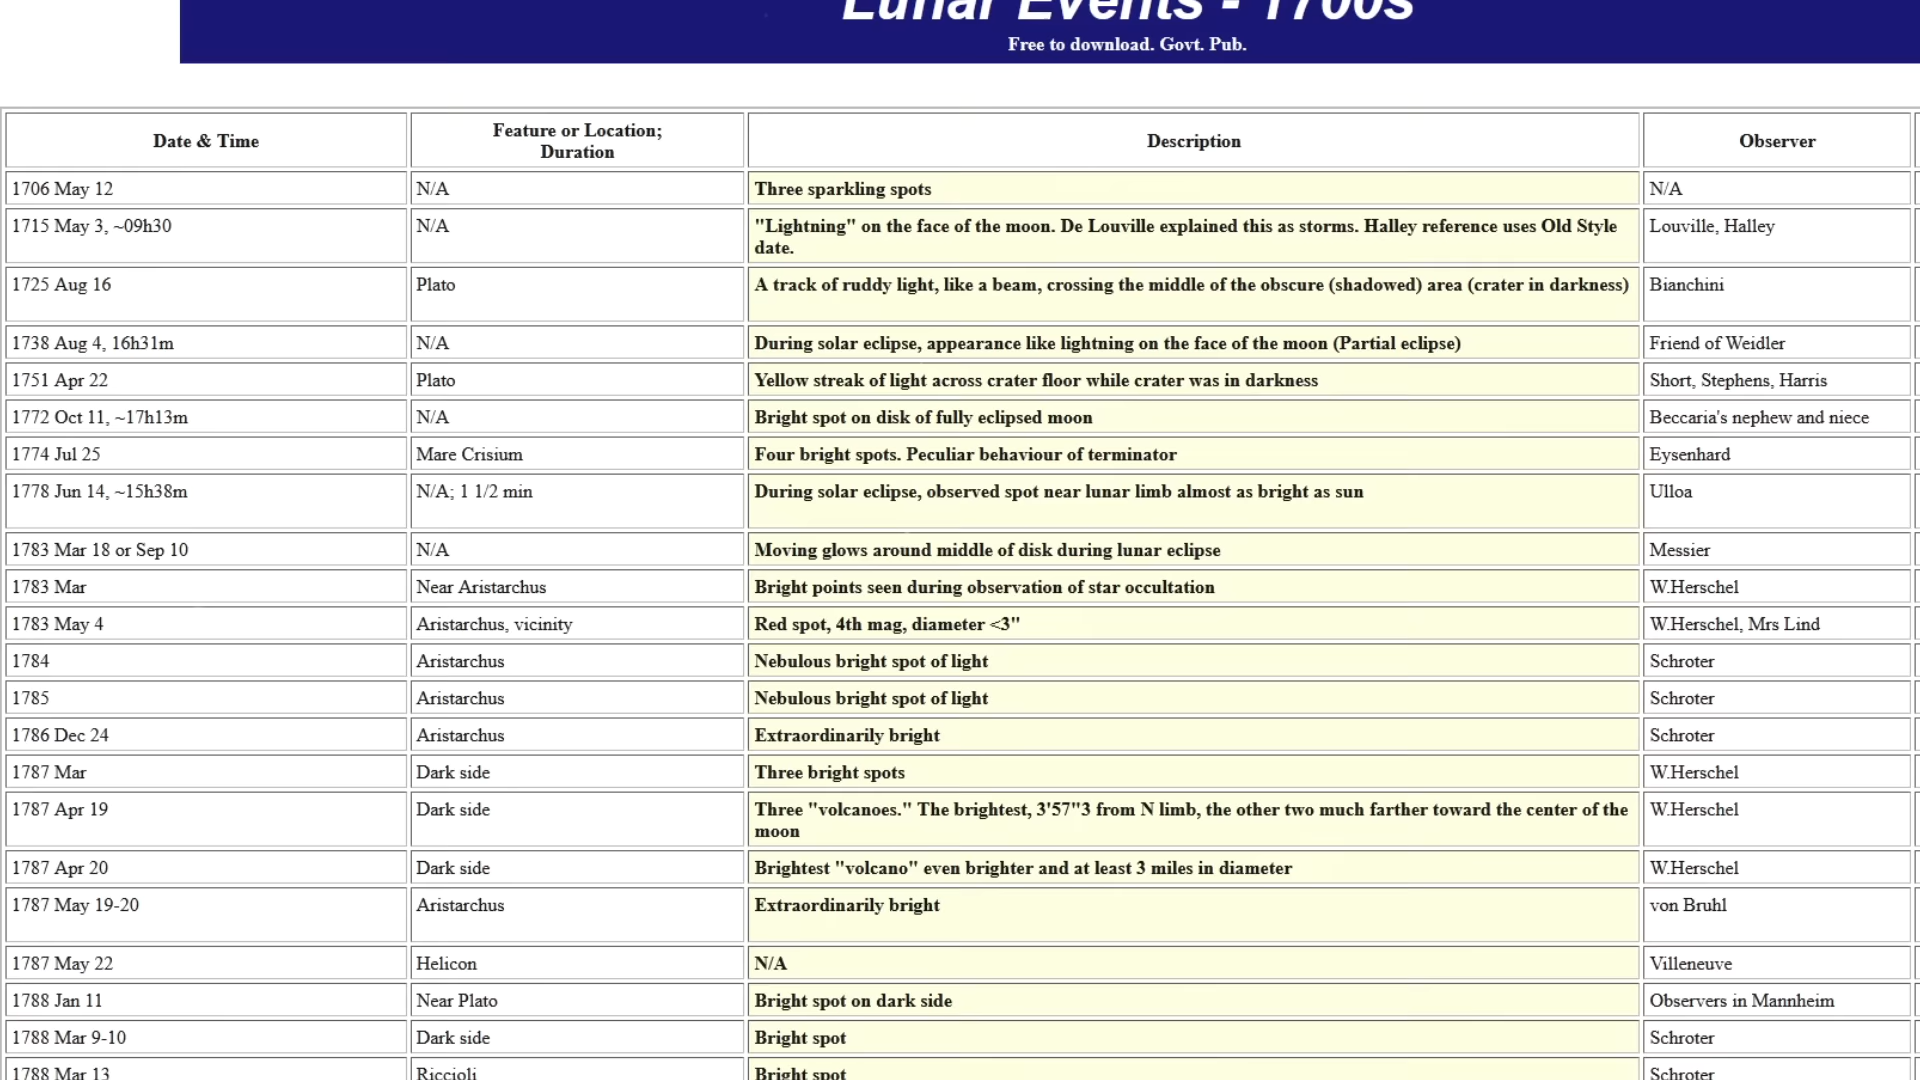 Lunar Events - 1700s
Free to download. Govt. Pub.
Date & Time
Feature or Location;
Duration
Description
Observer
1706 May 12
N/A
Three sparkling spots
N/A
1715 May 3, ~09h30
N/A
"Lightning" on the face of the moon. De Louville explained this as storms. Halley reference uses Old Style
date.
Louville, Halley
1725 Aug 16
Plato
A track of ruddy light, like a beam, crossing the middle of the obscure (shadowed) area (crater in darkness)
Bianchini
1738 Aug 4, 16h31m
N/A
During solar eclipse, appearance like lightning on the face of the moon (Partial eclipse)
Friend of Weidler
1751 Apr 22
Plato
Yellow streak of light across crater floor while crater was in darkness
Short, Stephens, Harris
1772 Oct 11, ~17h13m
N/A
Bright spot on disk of fully eclipsed moon
Beccaria's nephew and niece
1774 Jul 25
Mare Crisium
Four bright spots. Peculiar behaviour of terminator
Eysenhard
1778 Jun 14, ~15h38m
N/A; 1 1/2 min
During solar eclipse, observed spot near lunar limb almost as bright as sun
Ulloa
1783 Mar 18 or Sep 10
N/A
Moving glows around middle of disk during lunar eclipse
Messier
1783 Mar
Near Aristarchus
Bright points seen during observation of star occultation
W.Herschel
1783 May 4
Aristarchus, vicinity
Red spot, 4th mag, diameter <3"
W.Herschel, Mrs Lind
1784
Aristarchus
Nebulous bright spot of light
Schroter
1785
Aristarchus
Nebulous bright spot of light
Schroter
1786 Dec 24
Aristarchus
Extraordinarily bright
Schroter
1787 Mar
Dark side
Three bright spots
W.Herschel
1787 Apr 19
Dark side
Three "volcanoes." The brightest, 3'57"3 from N limb, the other two much farther toward the center of the
moon
W.Herschel
1787 Apr 20
Dark side
Brightest "volcano" even brighter and at least 3 miles in diameter
W.Herschel
1787 May 19-20
Aristarchus
Extraordinarily bright
von Bruhl
1787 May 22
Helicon
N/A
Villeneuve
1788 Jan 11
Near Plato
Bright spot on dark side
Observers in Mannheim
1788 Mar 9-10
Dark side
Bright spot
Schroter
1788 Mar 13
Riccioli
Bright spot
Schroter